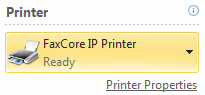 Printer
FaxCore IP Printer
Ready
Printer Properties